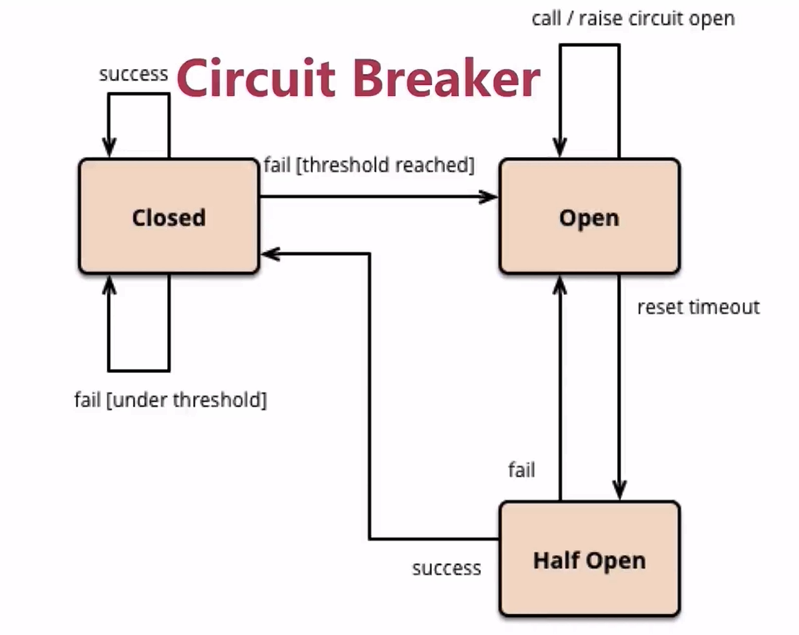 call / raise circuit open
success
Circuit Breaker
fail [threshold reached]
Closed
Open
reset timeout
fail [under threshold]
fail
Half Open
success